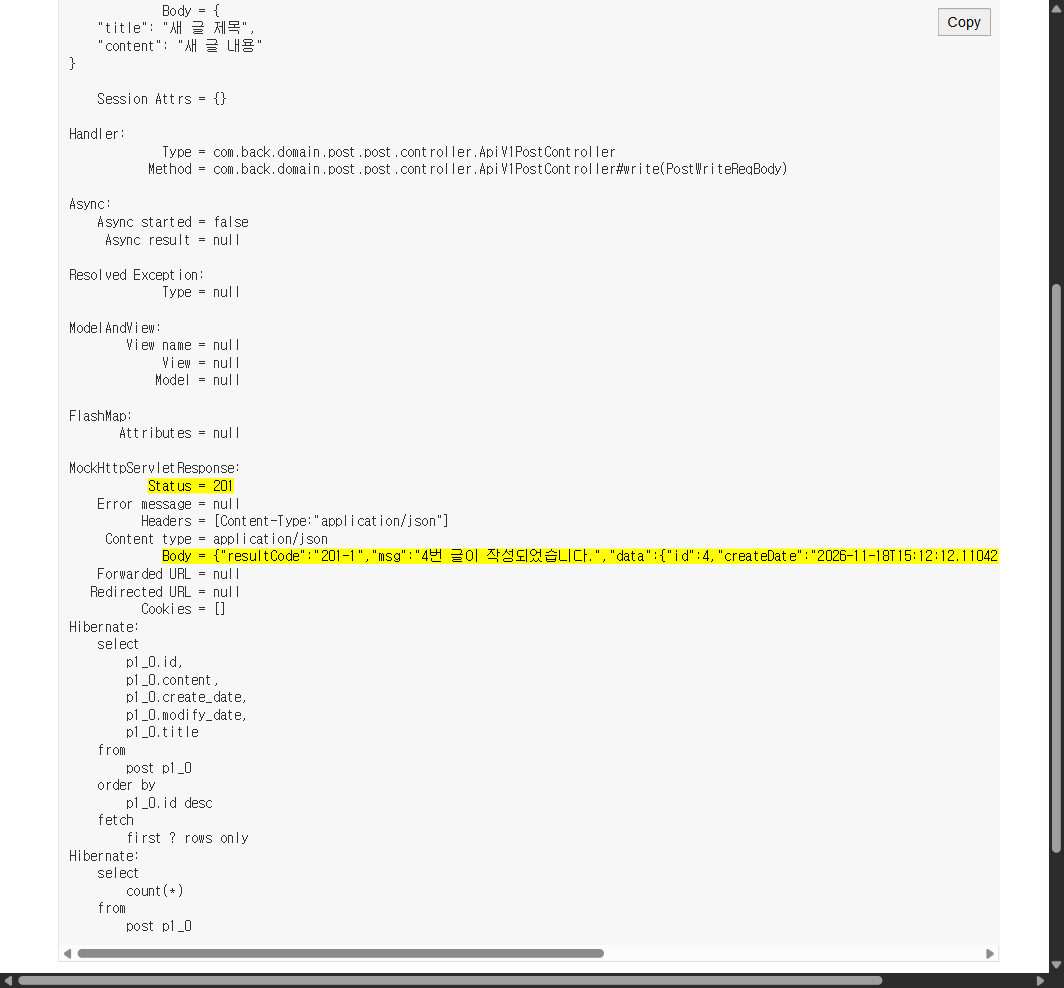 Body = {
"title": "새 글 제목",
"content": "새 글 내용"
}
Copy
Session Attrs = {}
Handler:
Type = com.back.domain.post.post.controller.ApiV1PostController
Method = com.back.domain.post.post.controller.ApiV1PostController#write(PostWriteReqBody)
Async:
Async started = false
Async result = null
Resolved Exception:
Type = null
ModelAndView:
View name = null
View = null
Model = null
FlashMap:
Attributes = null
MockHttpServletResponse:
Status = 201
Error message = null
Headers = [Content-Type:"application/json"]
Content type = application/json
Body = {"resultCode":"201-1","msg":"4번 글이 작성되었습니다.","data":{"id":4,"createDate":"2026-11-18T15:12:12.11042
Forwarded URL = null
Redirected URL = null
Cookies = []
Hibernate:
select
p1_0.id,
p1_0.content,
p1_0.create_date,
p1_0.modify_date,
p1_0.title
from
post p1_0
order by
p1_0.id desc
fetch
first ? rows only
Hibernate:
select
count(*)
from
post p1_0